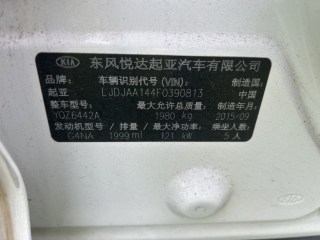 KIA 东风悦达起亚汽车有限公司
品牌: 车辆识别代号(VIN): 制造国:
起亚 LJDJAA144F0390813 中国
整车型号: 最大允许总质量: 制造年月:
YQZ6442A 1980 kg 2015/09
发动机型号 / 排量 / 最大净功率: 乘坐人数:
G4NA 1999ml 121 kW 5人